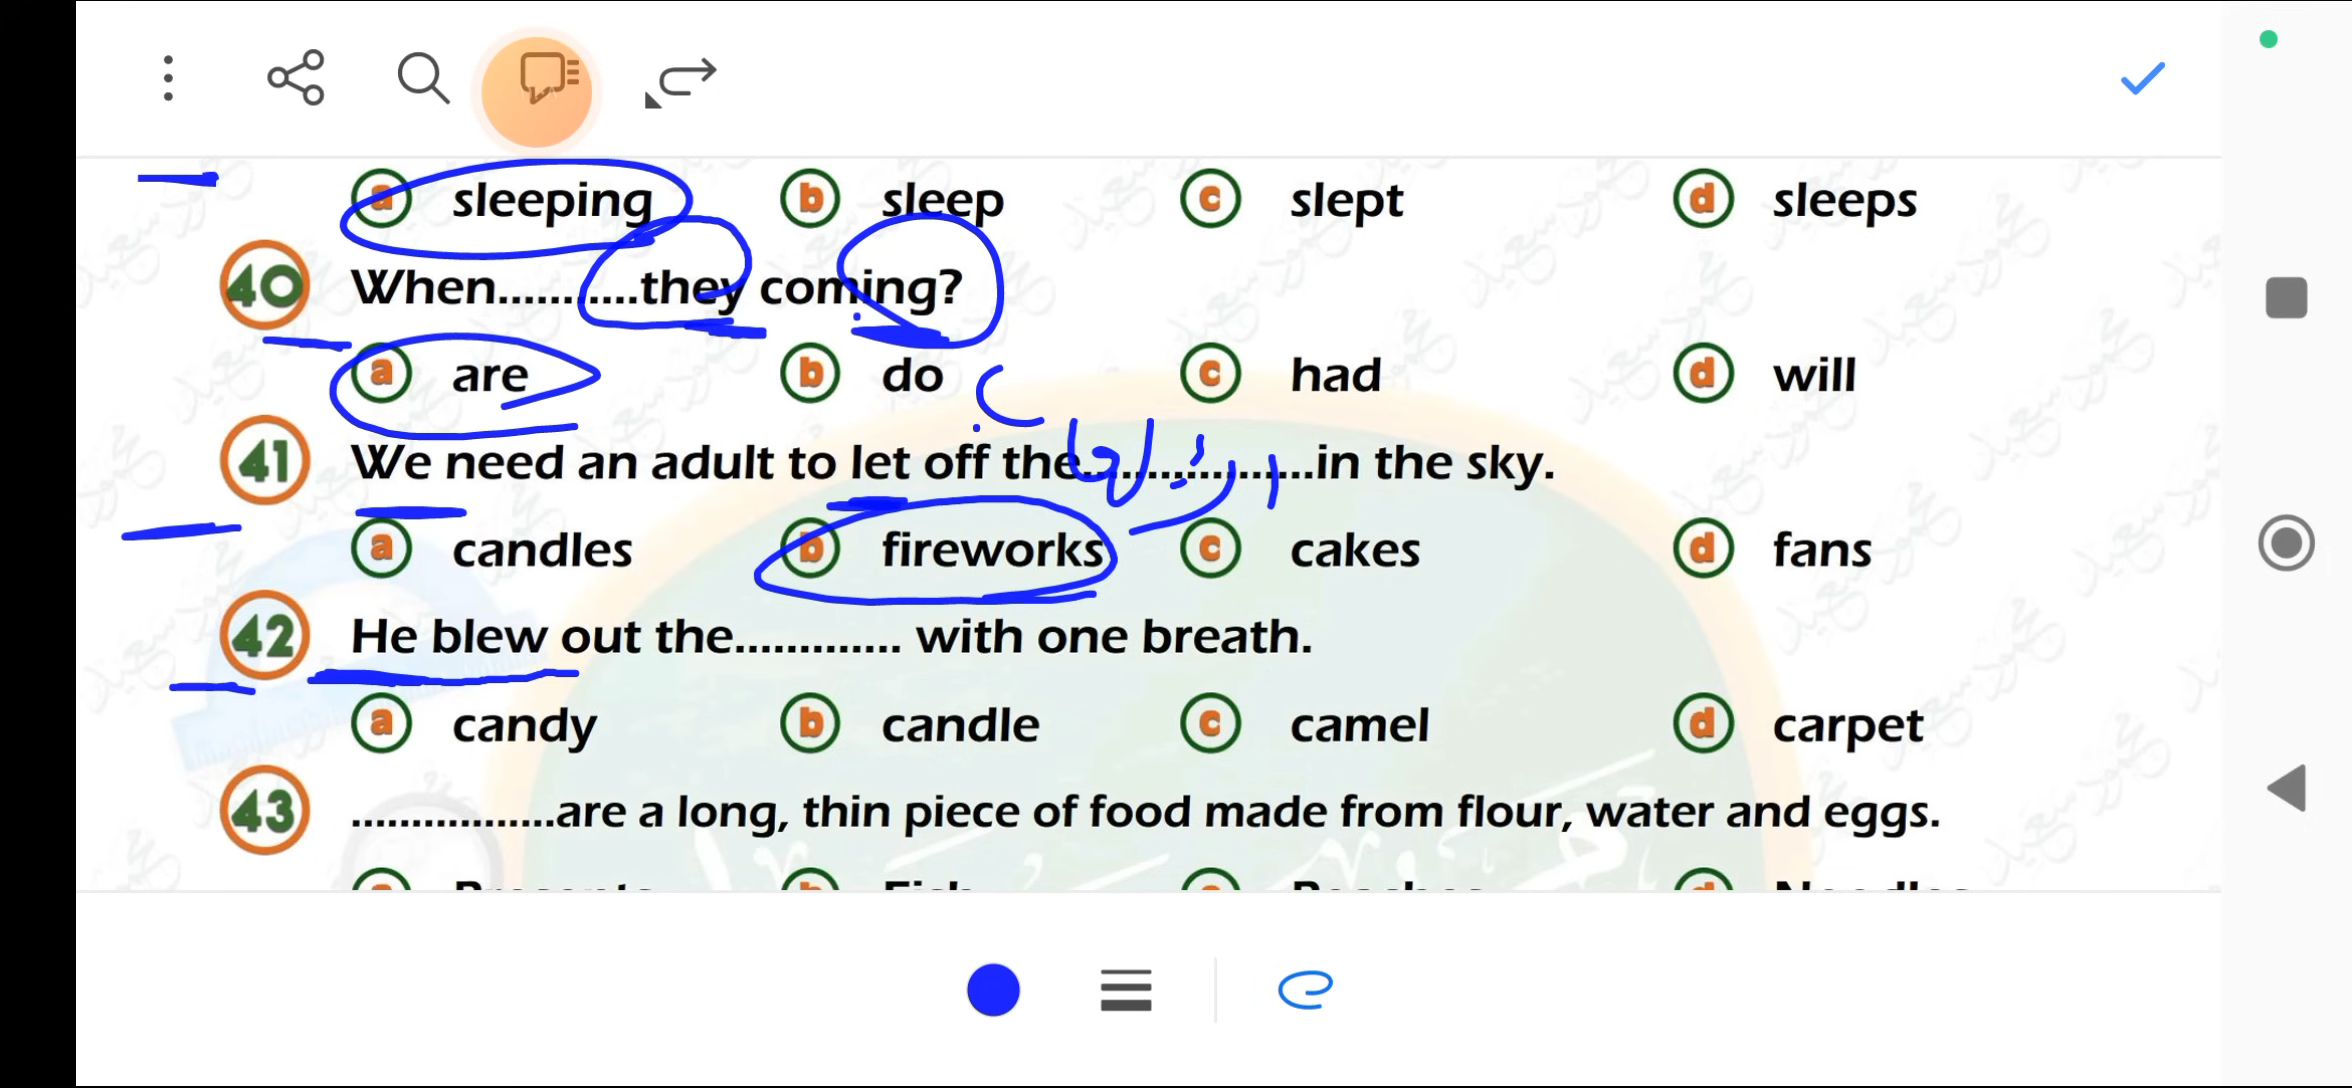 a sleeping b sleep c slept d sleeps
40 When............they coming?
a are b do c had d will
41 We need an adult to let off the..................in the sky.
a candles b fireworks c cakes d fans
42 He blew out the............. with one breath.
a candy b candle c camel d carpet
43 .................are a long, thin piece of food made from flour, water and eggs.